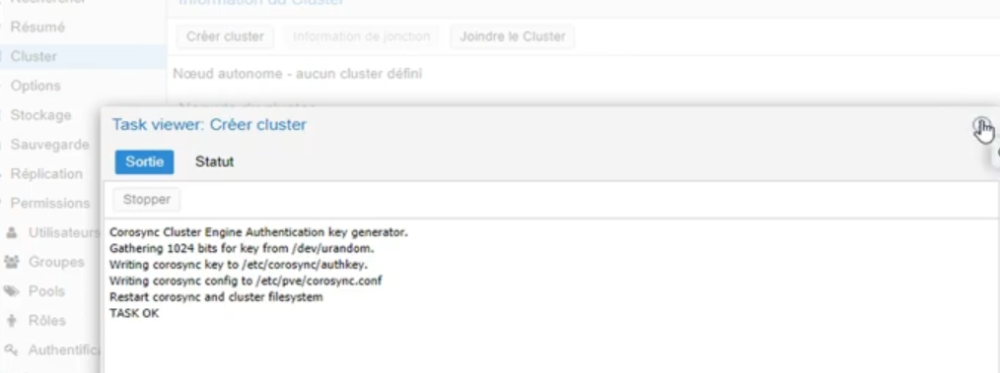 Rechercher
Information du Cluster
Résumé
Créer cluster
Information de jonction
Joindre le Cluster
Cluster
Nœud autonome - aucun cluster défini
Options
Stockage
Task viewer: Créer cluster
Sauvegarde
Sortie
Statut
Réplication
Stopper
Permissions
Utilisateurs
Groupes
Pools
Rôles
Corosync Cluster Engine Authentication key generator.
Gathering 1024 bits for key from /dev/urandom.
Writing corosync key to /etc/corosync/authkey.
Writing corosync config to /etc/pve/corosync.conf
Restart corosync and cluster filesystem
TASK OK
Authentific